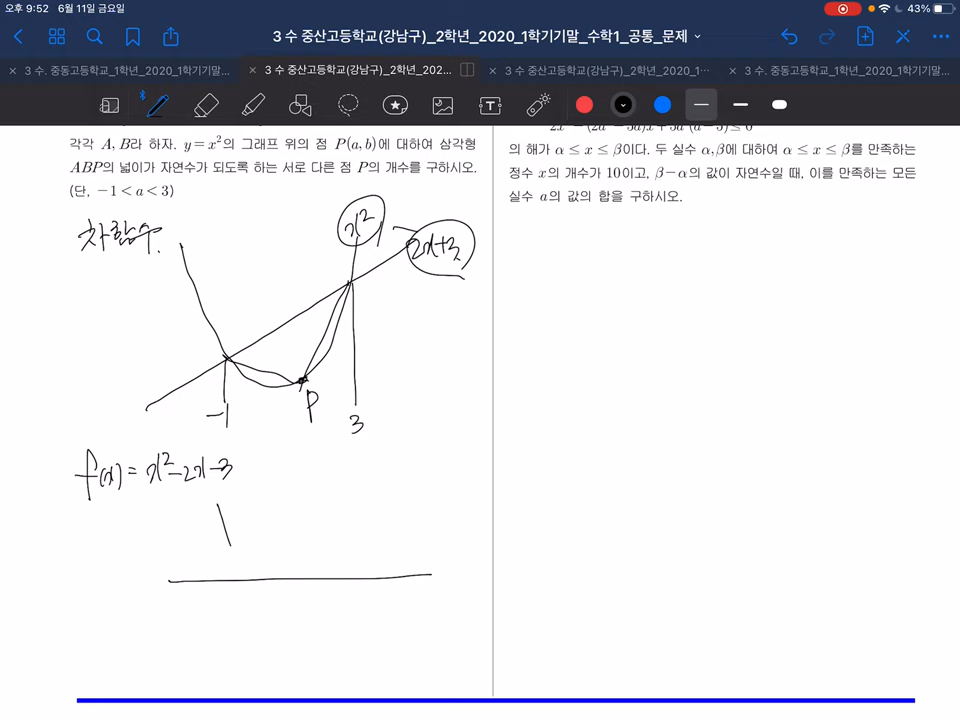 오후 9:52 6월 11일 금요일
43%
3 수 중산고등학교(강남구)_2학년_2020_1학기기말_수학1_공통_문제
3 수. 중동고등학교_1학년_2020_1학기기말...
3 수 중산고등학교(강남구)_2학년_202...
3 수 중산고등학교(강남구)_2학년_2020_1...
3 수. 중동고등학교_2학년_2020_1학기기말...
각각 A, B라 하자. y=x²의 그래프 위의 점 P(a,b)에 대하여 삼각형
ABP의 넓이가 자연수가 되도록 하는 서로 다른 점 P의 개수를 구하시오.
(단, -1<a<3)
차함수.
x²
2x+3
-1
P
3
f(x)=x²-2x-3
의 해가 α≤x≤β이다. 두 실수 α,β에 대하여 α≤x≤β를 만족하는
정수 x의 개수가 10이고, β-α의 값이 자연수일 때, 이를 만족하는 모든
실수 a의 값의 합을 구하시오.